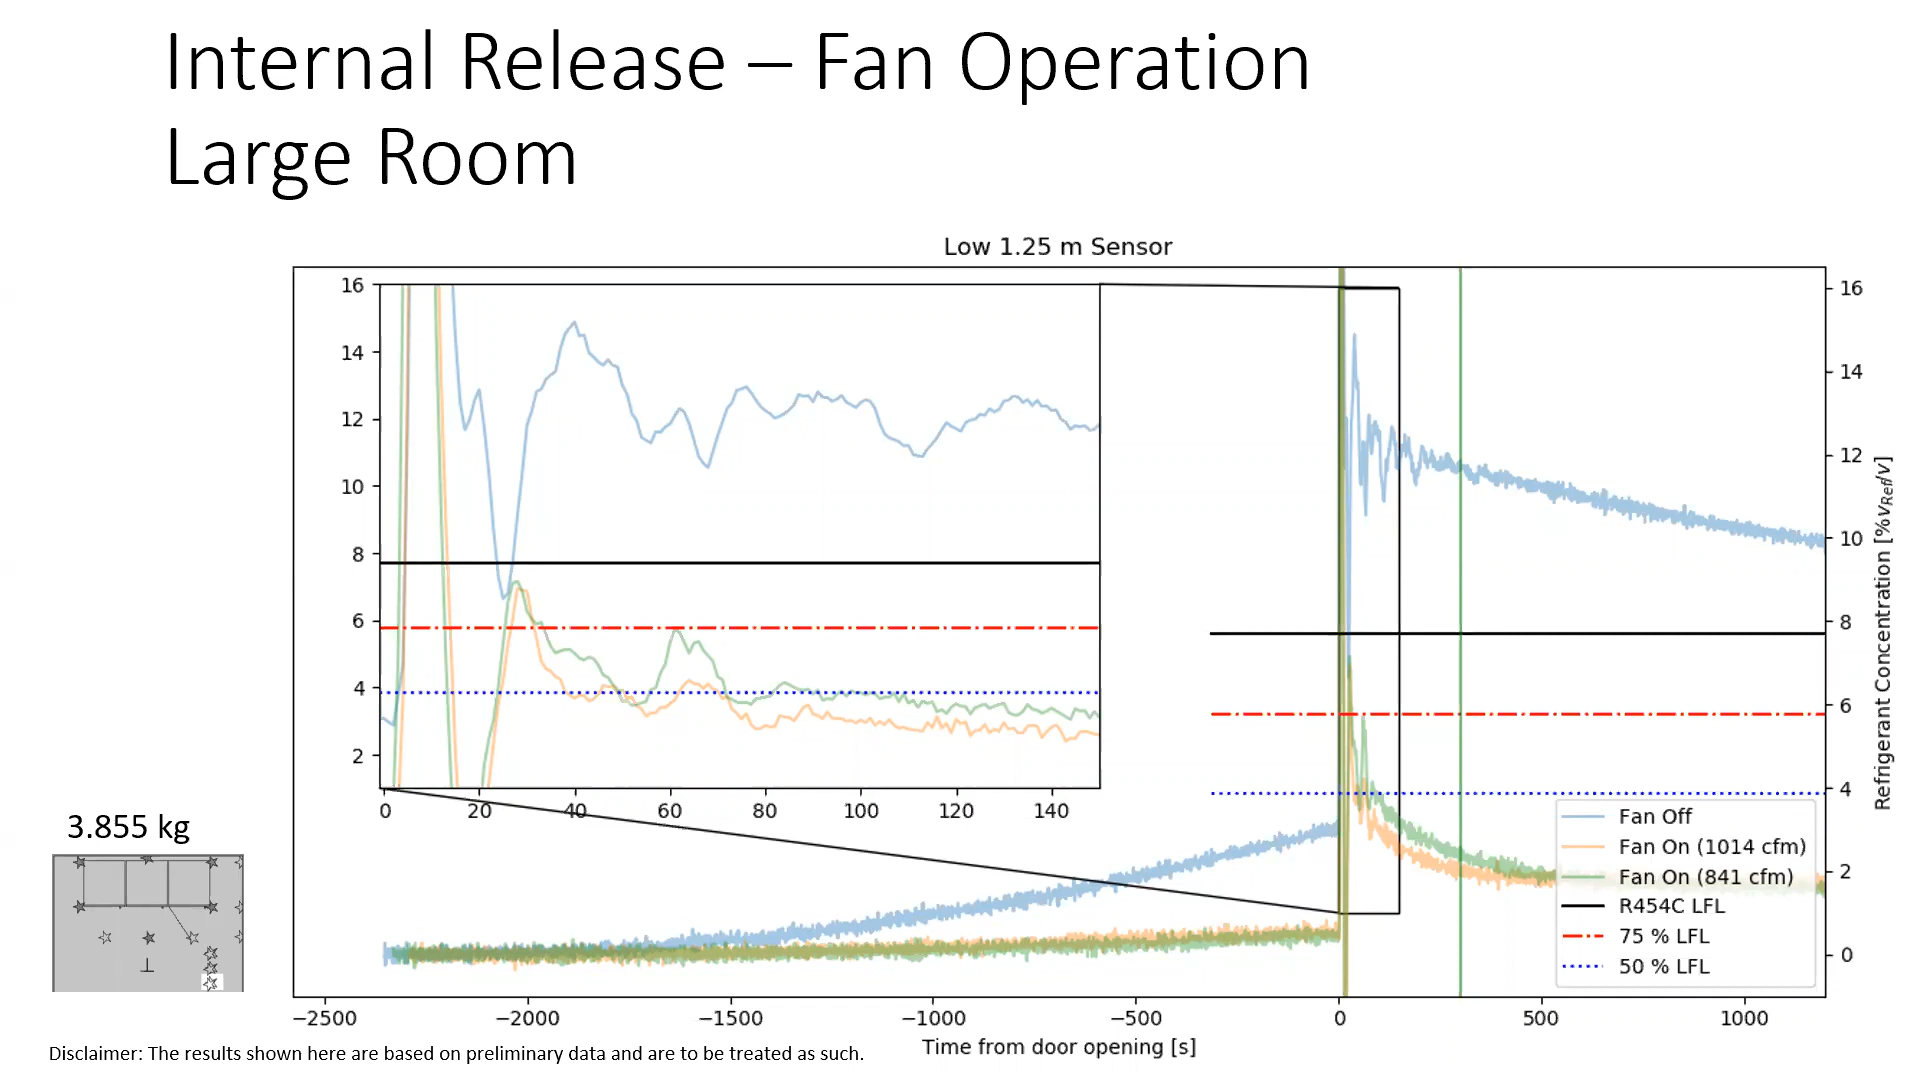 Internal Release – Fan Operation
Large Room
Low 1.25 m Sensor
16
14
12
10
8
6
4
2
0 20 40 60 80 100 120 140
16
14
12
10
8
6
4
2
0
Refrigerant Concentration [%v_Ref/v]
Fan Off
Fan On (1014 cfm)
Fan On (841 cfm)
R454C LFL
75 % LFL
50 % LFL
3.855 kg
−2500 −2000 −1500 −1000 −500 0 500 1000
Time from door opening [s]
Disclaimer: The results shown here are based on preliminary data and are to be treated as such.